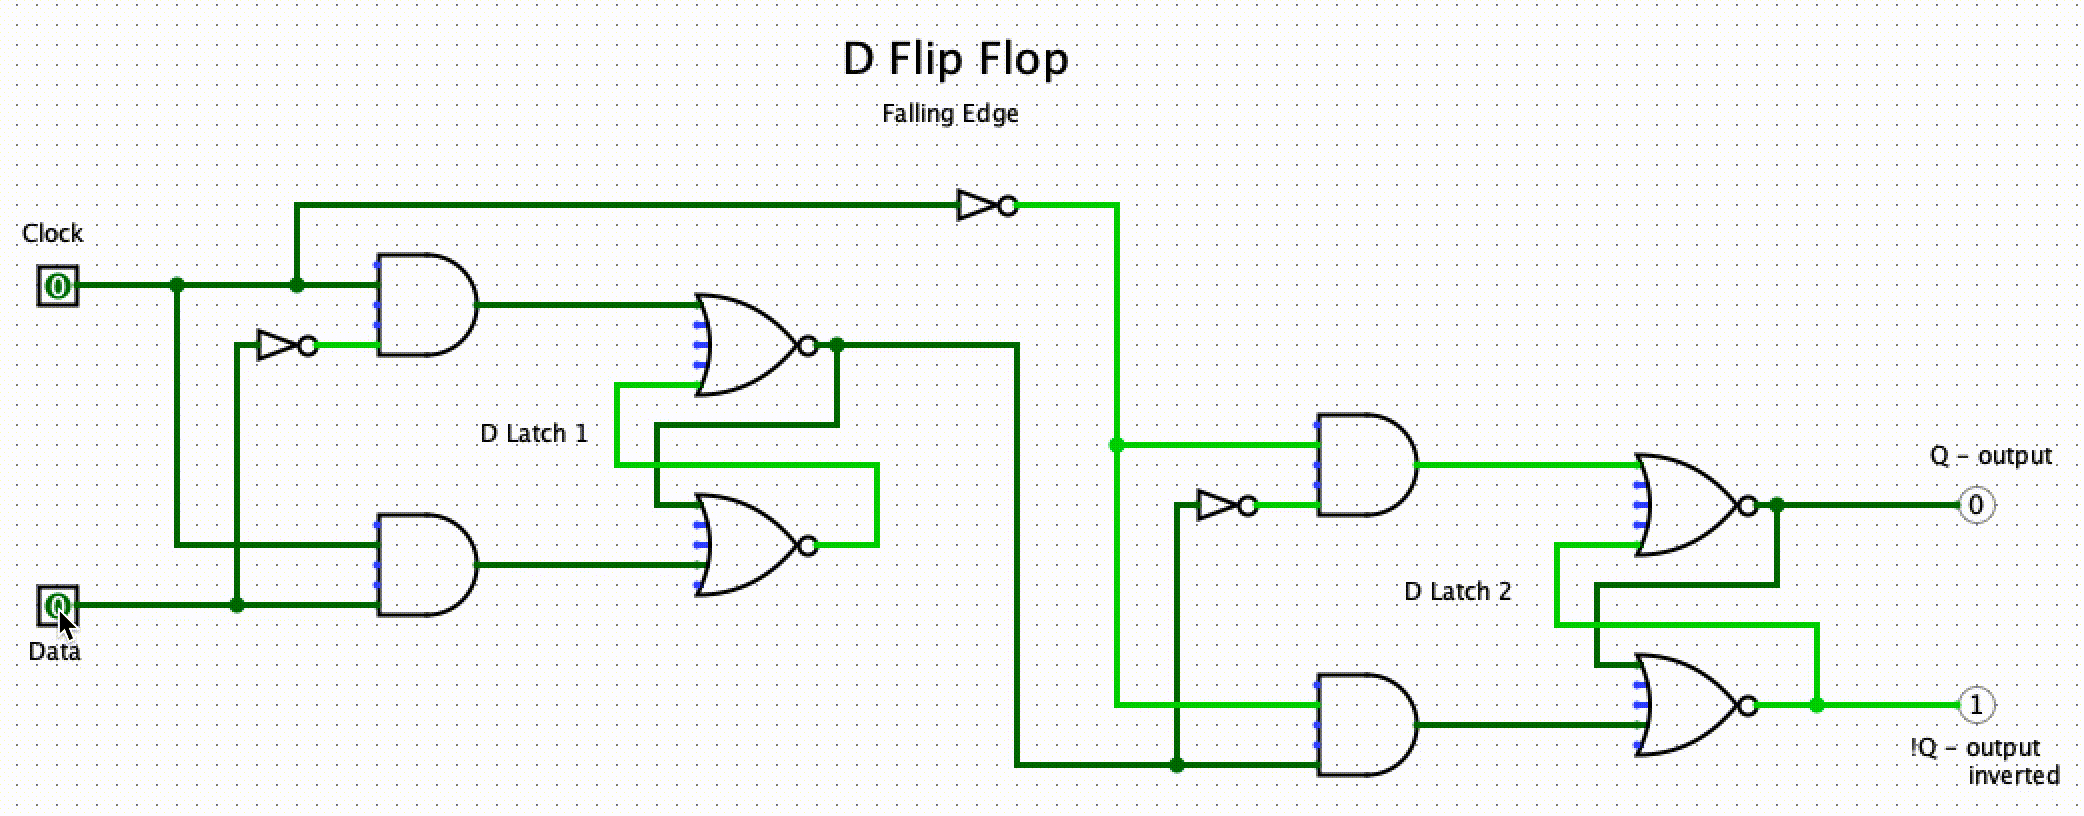 D Flip Flop
Falling Edge
Clock
0
D Latch 1
0
Data
Q - output
0
D Latch 2
1
!Q - output
inverted